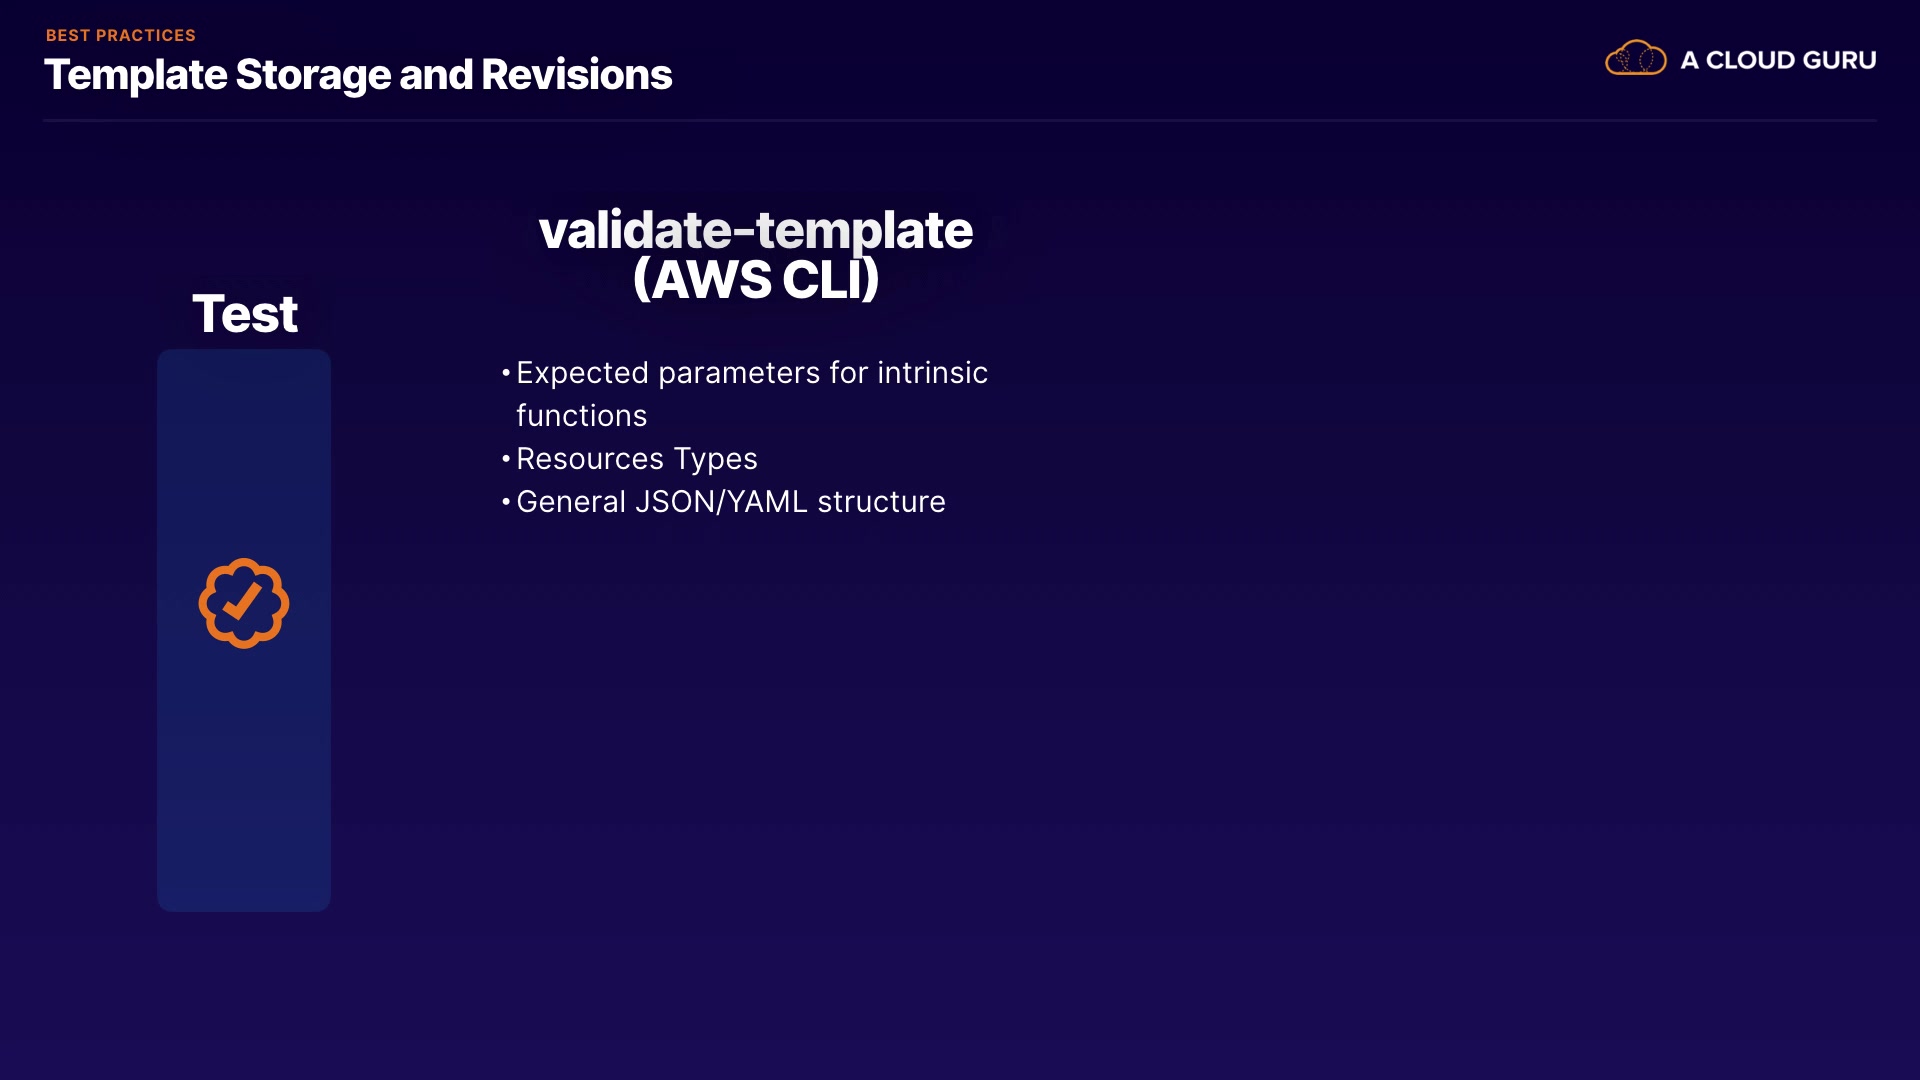 BEST PRACTICES
Template Storage and Revisions
A CLOUD GURU
validate-template
(AWS CLI)
Test
• Expected parameters for intrinsic
functions
• Resources Types
• General JSON/YAML structure